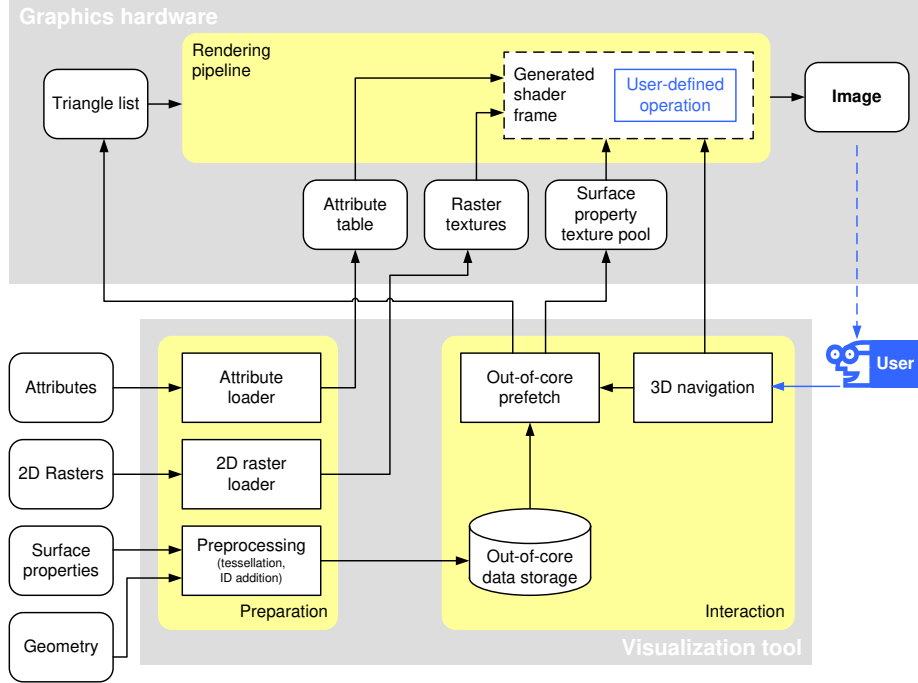 Graphics hardware
Rendering
pipeline
Triangle list
Generated
shader
frame
User-defined
operation
Image
Attribute
table
Raster
textures
Surface
property
texture pool
Attributes
Attribute
loader
Out-of-core
prefetch
3D navigation
User
2D Rasters
2D raster
loader
Surface
properties
Preprocessing
(tessellation,
ID addition)
Out-of-core
data storage
Preparation
Interaction
Geometry
Visualization tool